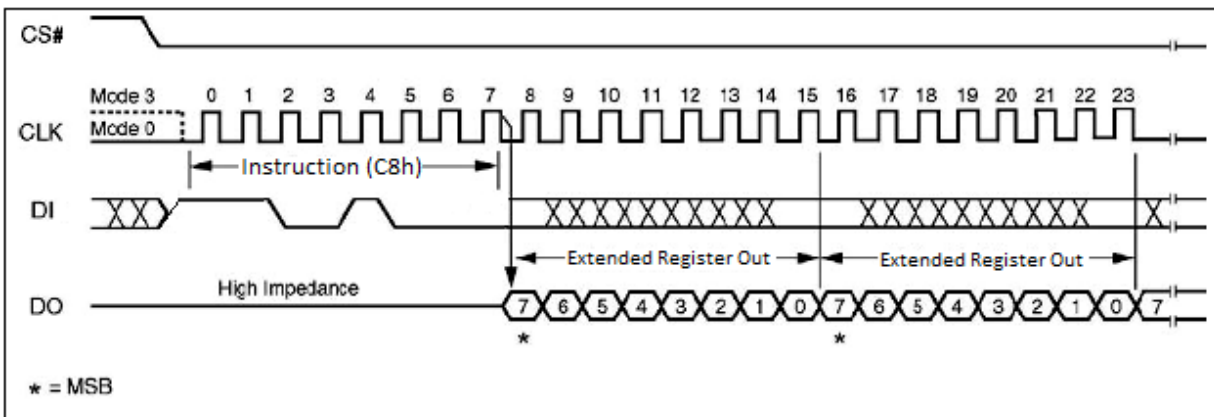 CS#
Mode 3 0 1 2 3 4 5 6 7 8 9 10 11 12 13 14 15 16 17 18 19 20 21 22 23
CLK Mode 0
Instruction (C8h)
DI
Extended Register Out Extended Register Out
High Impedance
DO 7 6 5 4 3 2 1 0 7 6 5 4 3 2 1 0 7
* *
* = MSB